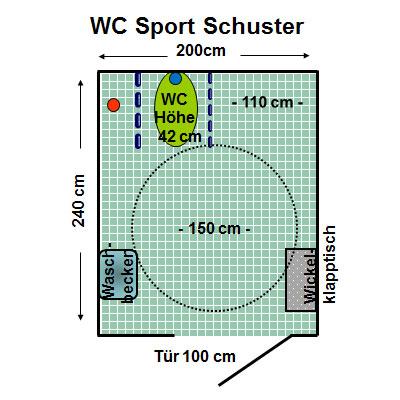 WC Sport Schuster
200cm
WC
Höhe
42 cm
- 110 cm -
240 cm
- 150 cm -
Wasch-
becken
Wickel-
klapptisch
Tür 100 cm